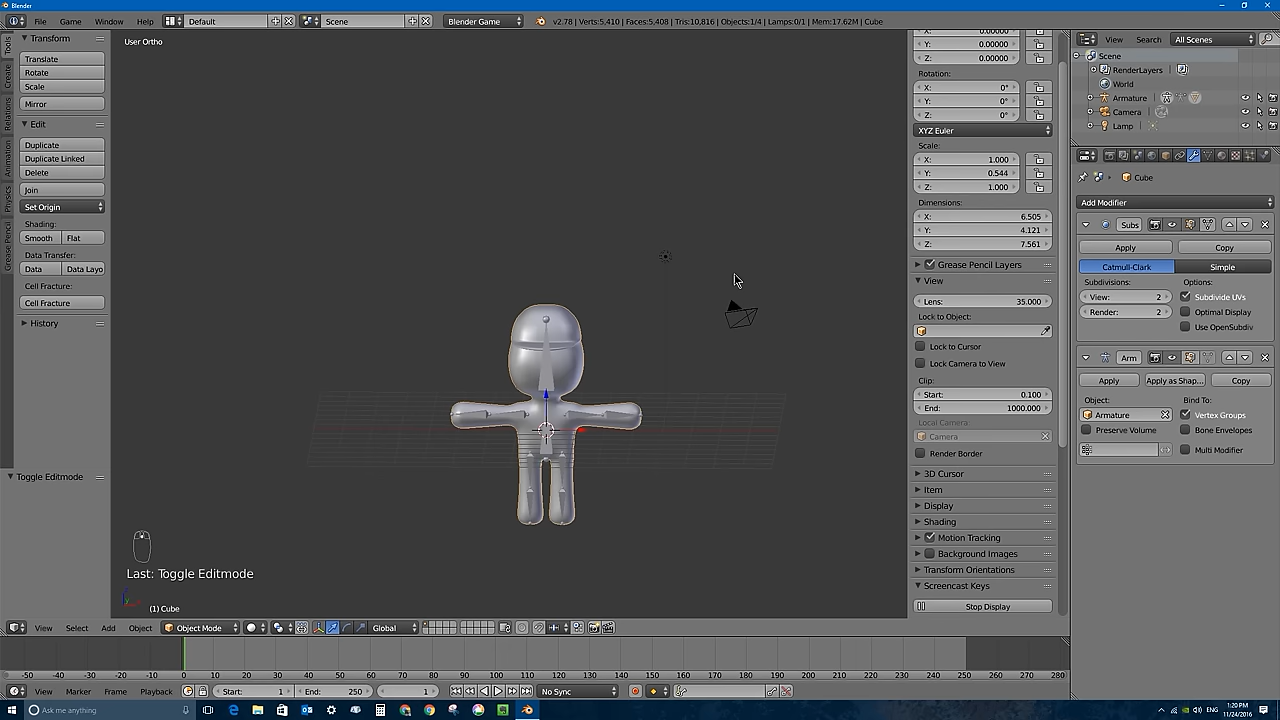 Blender
File Render Window Help Default Scene Blender Game v2.78 | Verts:5,410 | Faces:5,408 | Tris:10,816 | Objects:1/4 | Lamps:0/1 | Mem:17.62M | Cube
User Ortho
Tools
Create
Relations
Animation
Physics
Grease Pencil
Transform
Translate
Rotate
Scale
Mirror
Edit
Duplicate
Duplicate Linked
Delete
Join
Set Origin
Shading:
Smooth Flat
Data Transfer:
Data Data Layo
Cell Fracture:
Cell Fracture
History
Toggle Editmode
Last: Toggle Editmode
(1) Cube
X: 0.00000
Y: 0.00000
Z: 0.00000
Rotation:
X: 0°
Y: 0°
Z: 0°
XYZ Euler
Scale:
X: 1.000
Y: 0.544
Z: 1.000
Dimensions:
X: 6.505
Y: 4.121
Z: 7.561
Grease Pencil Layers
View
Lens: 35.000
Lock to Object:
Lock to Cursor
Lock Camera to View
Clip:
Start: 0.100
End: 1000.000
Local Camera:
Camera
Render Border
3D Cursor
Item
Display
Shading
Motion Tracking
Background Images
Transform Orientations
Screencast Keys
Stop Display
View Search All Scenes
Scene
RenderLayers
World
Armature
Camera
Lamp
Cube
Add Modifier
Subs
Apply Copy
Catmull-Clark Simple
Subdivisions: Options:
View: 2 Subdivide UVs
Render: 2 Optimal Display
Use OpenSubdiv
Arm
Apply Apply as Shap... Copy
Object: Bind To:
Armature Vertex Groups
Preserve Volume Bone Envelopes
Multi Modifier
View Select Add Object Object Mode Global
-50 -40 -30 -20 -10 0 10 20 30 40 50 60 70 80 90 100 110 120 130 140 150 160 170 180 190 200 210 220 230 240 250 260 270 280
View Marker Frame Playback Start: 1 End: 250 1 No Sync
Ask me anything ENG 1:20 PM
11/24/2016